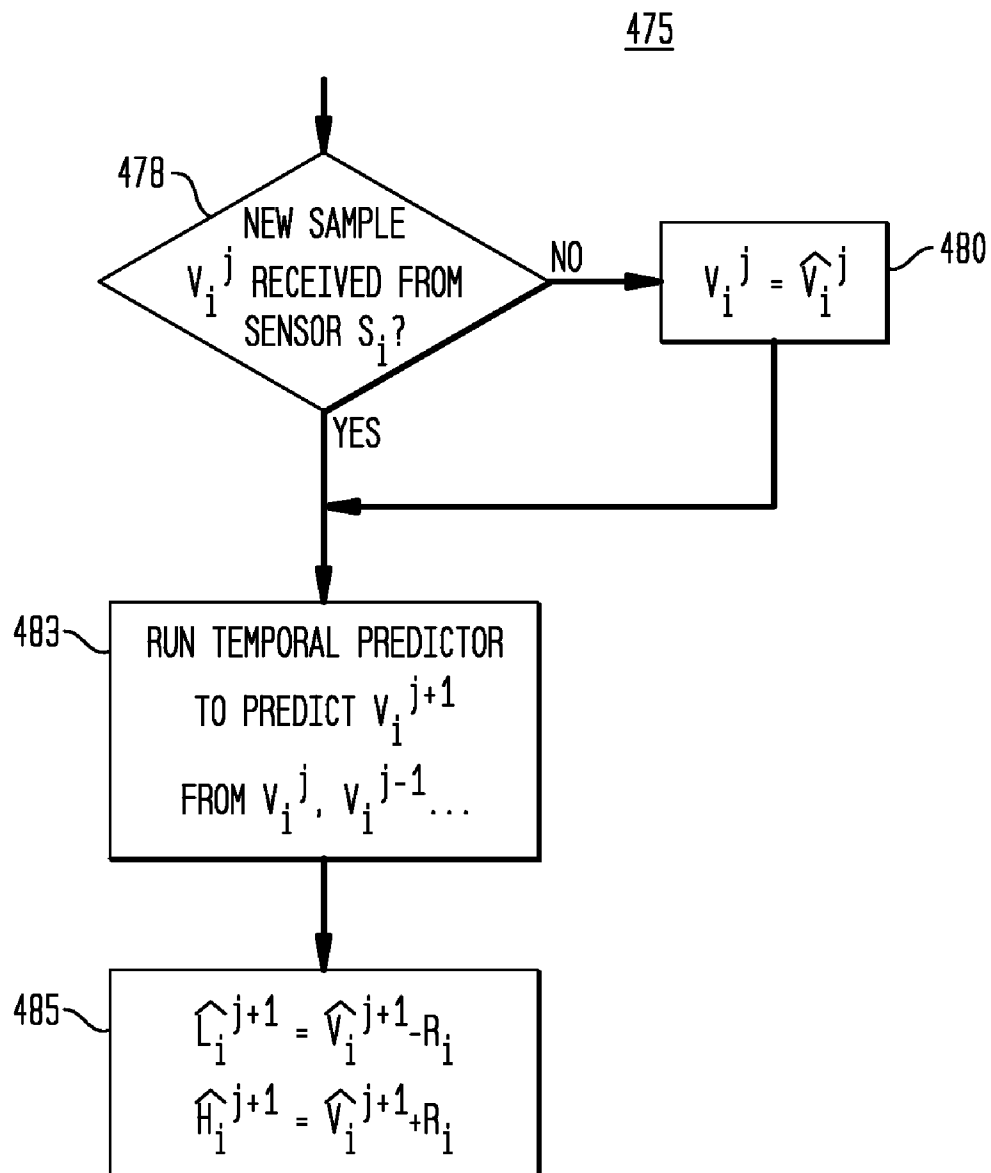 475
478
NEW SAMPLE
V_i^j RECEIVED FROM
SENSOR S_i?
NO
V_i^j = V̂_i^j
480
YES
483
RUN TEMPORAL PREDICTOR
TO PREDICT V_i^{j+1}
FROM V_i^j, V_i^{j-1}...
485
L̂_i^{j+1} = V̂_i^{j+1}-R_i
Ĥ_i^{j+1} = V̂_i^{j+1}+R_i